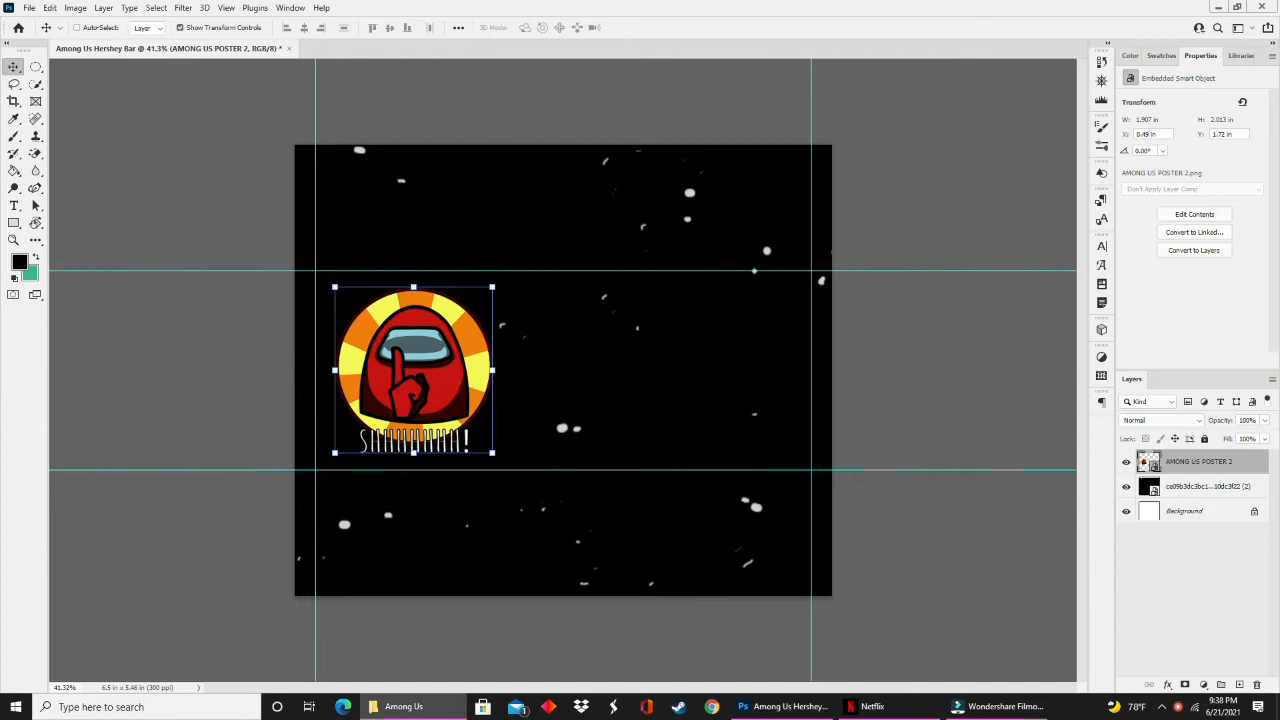 Ps File Edit Image Layer Type Select Filter 3D View Plugins Window Help
Auto-Select: Layer Show Transform Controls 3D Mode:
Among Us Hershey Bar @ 41.3% (AMONG US POSTER 2, RGB/8) *
Color Swatches Properties Libraries
Embedded Smart Object
Transform
W: 1.907 in H: 2.013 in
X: 0.49 in Y: 1.72 in
0.00°
AMONG US POSTER 2.png
Don't Apply Layer Comp
Edit Contents
Convert to Linked...
Convert to Layers
SHHHHHHH!
Layers
Kind
Normal Opacity: 100%
Lock: Fill: 100%
AMONG US POSTER 2
ce09b3dc3bc1...10dc3f22 (2)
Background
41.32% 6.5 in x 5.46 in (300 ppi)
Type here to search
Among Us
1
Among Us Hershey...
Netflix
Wondershare Filmo...
78°F
9:38 PM
6/21/2021